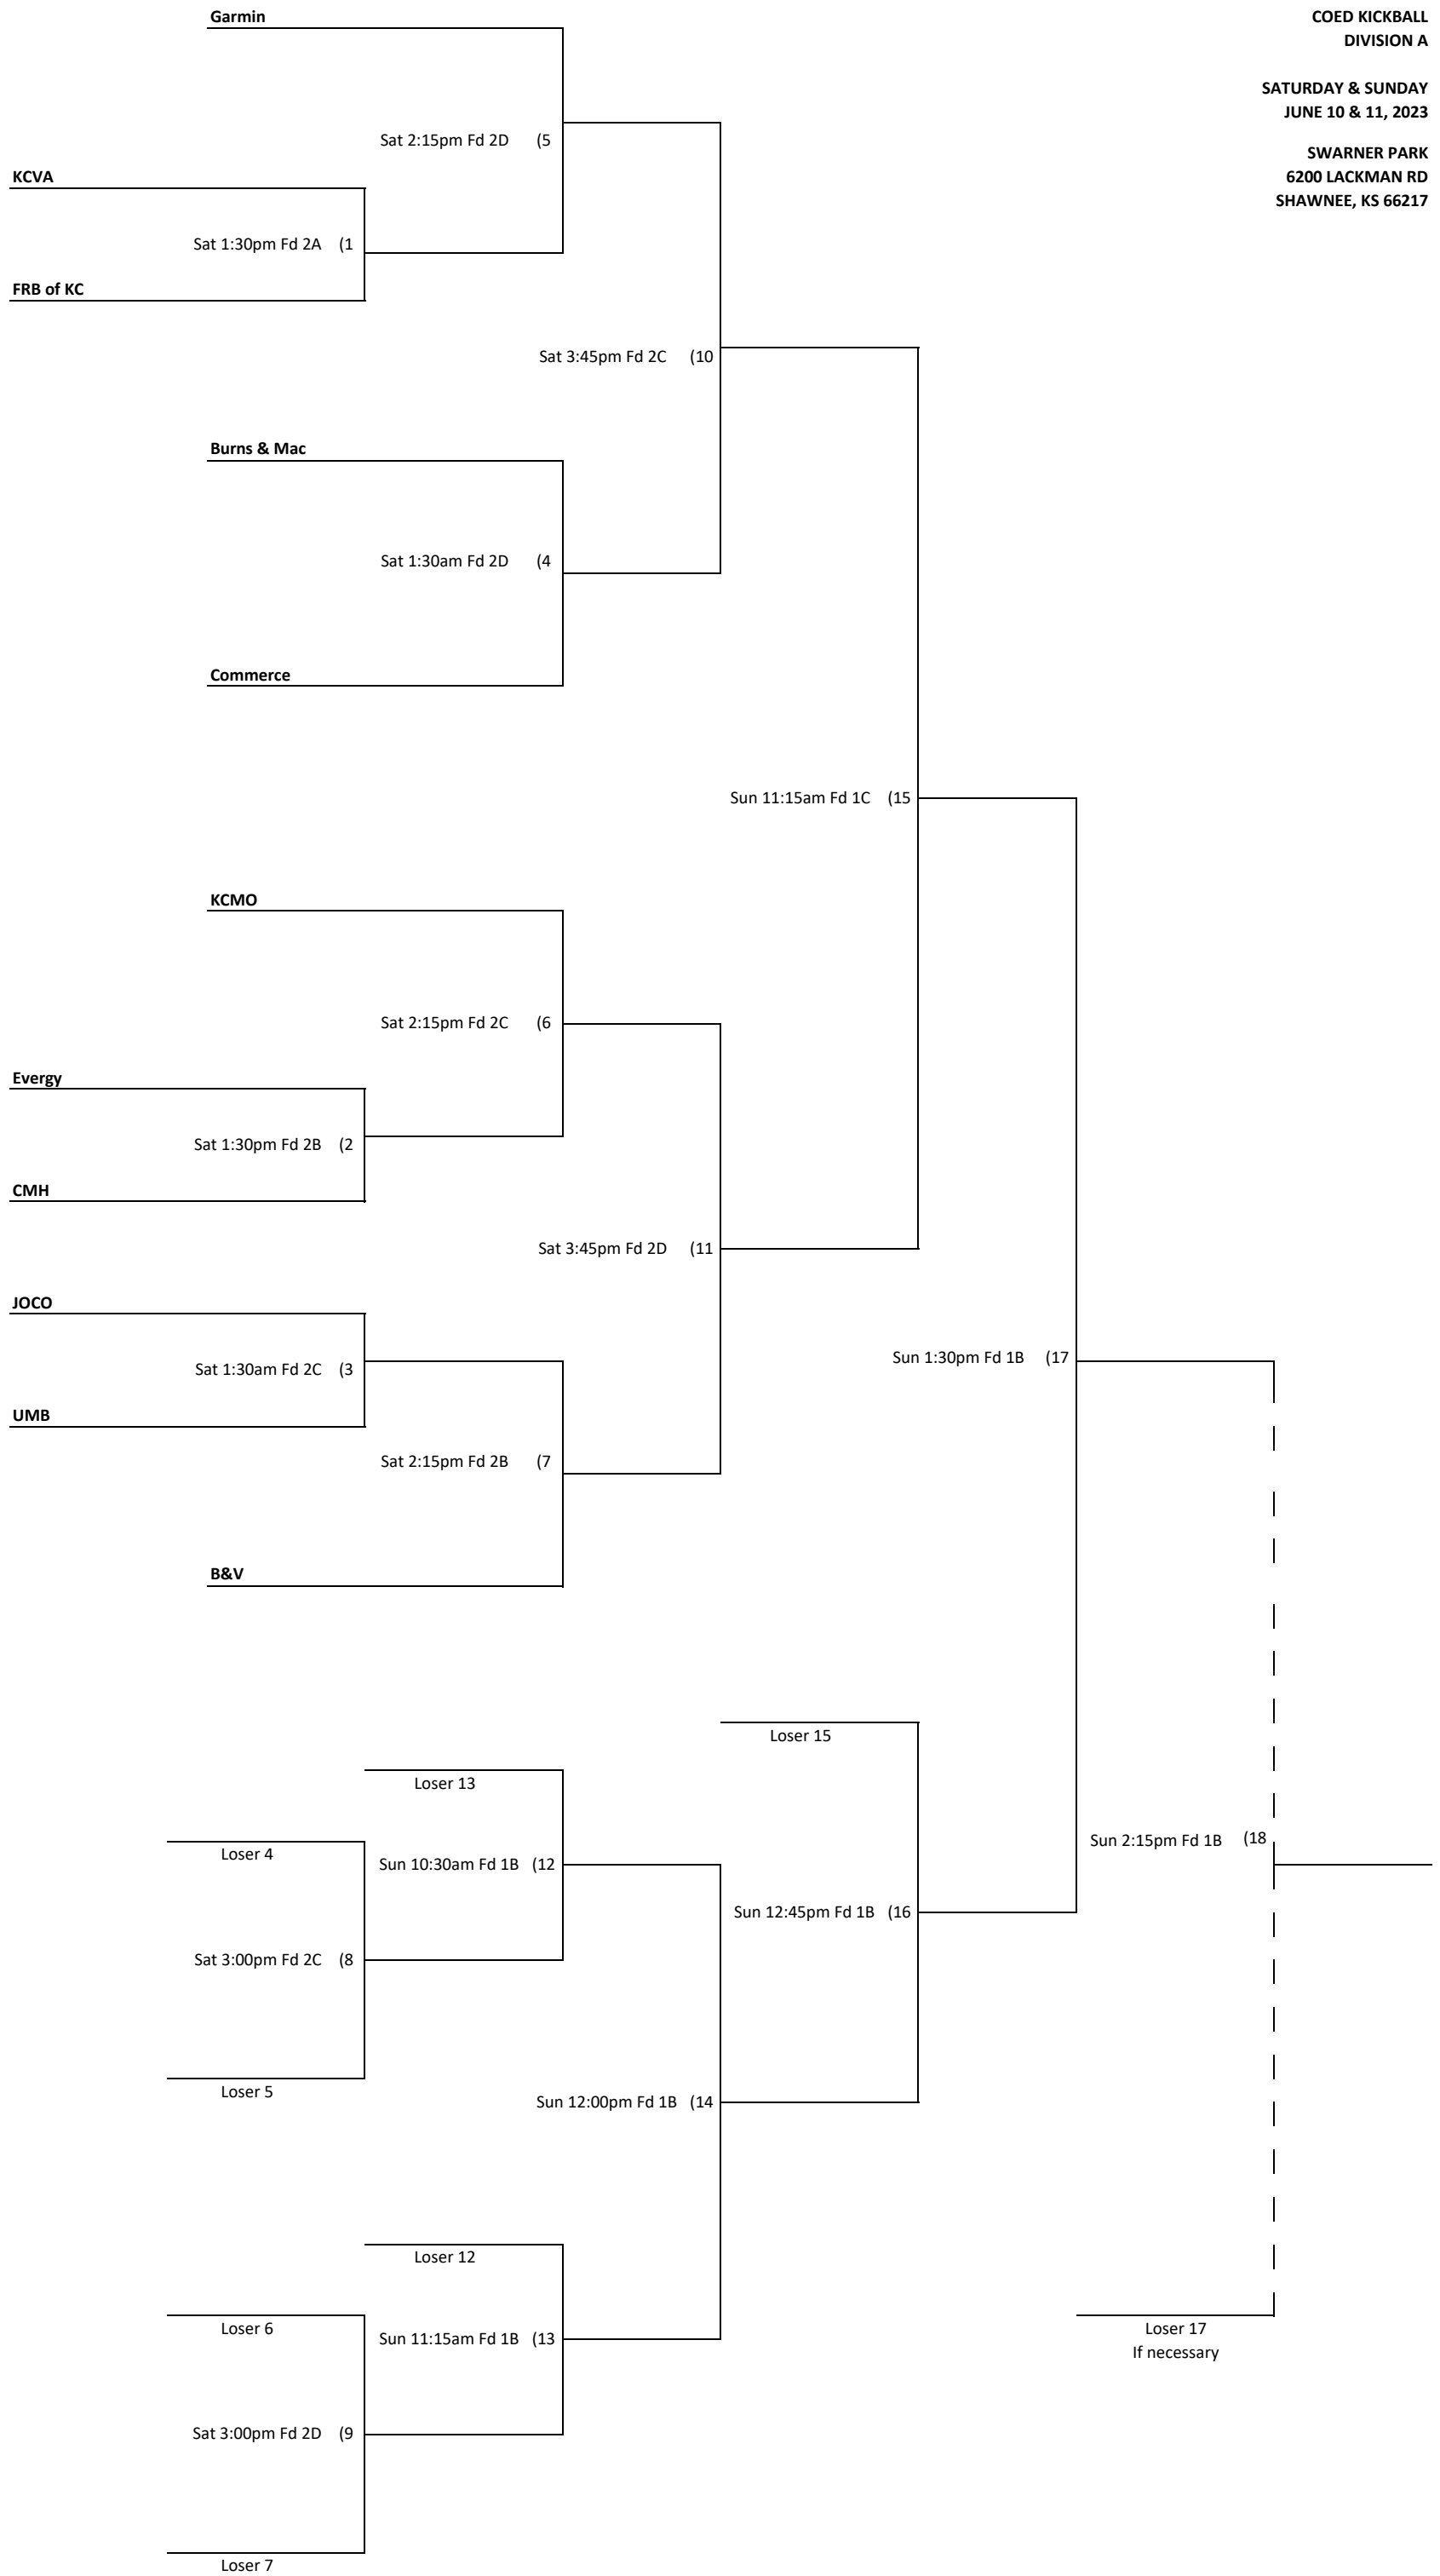 Garmin
COED KICKBALL
DIVISION A
SATURDAY & SUNDAY
JUNE 10 & 11, 2023
Sat 2:15pm Fd 2D (5
SWARNER PARK
KCVA
6200 LACKMAN RD
SHAWNEE, KS 66217
Sat 1:30pm Fd 2A (1
FRB of KC
Sat 3:45pm Fd 2C (10
Burns & Mac
Sat 1:30am Fd 2D (4
Commerce
Sun 11:15am Fd 1C (15
KCMO
Sat 2:15pm Fd 2C (6
Evergy
Sat 1:30pm Fd 2B (2
CMH
Sat 3:45pm Fd 2D (11
JOCO
Sun 1:30pm Fd 1B (17
Sat 1:30am Fd 2C (3
UMB
Sat 2:15pm Fd 2B (7
B&V
Loser 15
Loser 13
Sun 2:15pm Fd 1B (18
Loser 4
Sun 10:30am Fd 1B (12
Sun 12:45pm Fd 1B (16
Sat 3:00pm Fd 2C (8
Loser 5
Sun 12:00pm Fd 1B (14
Loser 12
Loser 6
Loser 17
Sun 11:15am Fd 1B (13
If necessary
Sat 3:00pm Fd 2D (9
Loser 7